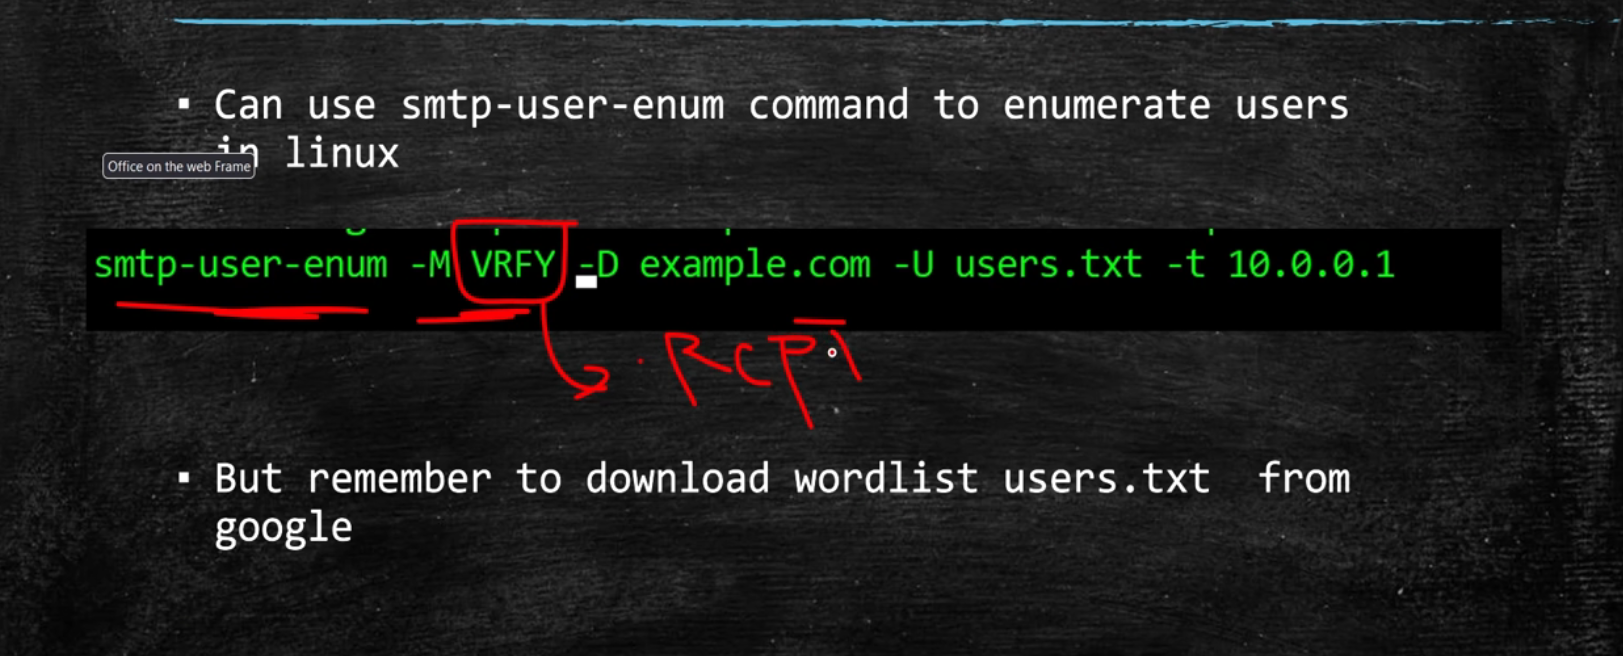 ▪ Can use smtp-user-enum command to enumerate users
in linux
Office on the web Frame
smtp-user-enum -M VRFY -D example.com -U users.txt -t 10.0.0.1
▪ But remember to download wordlist users.txt from
google